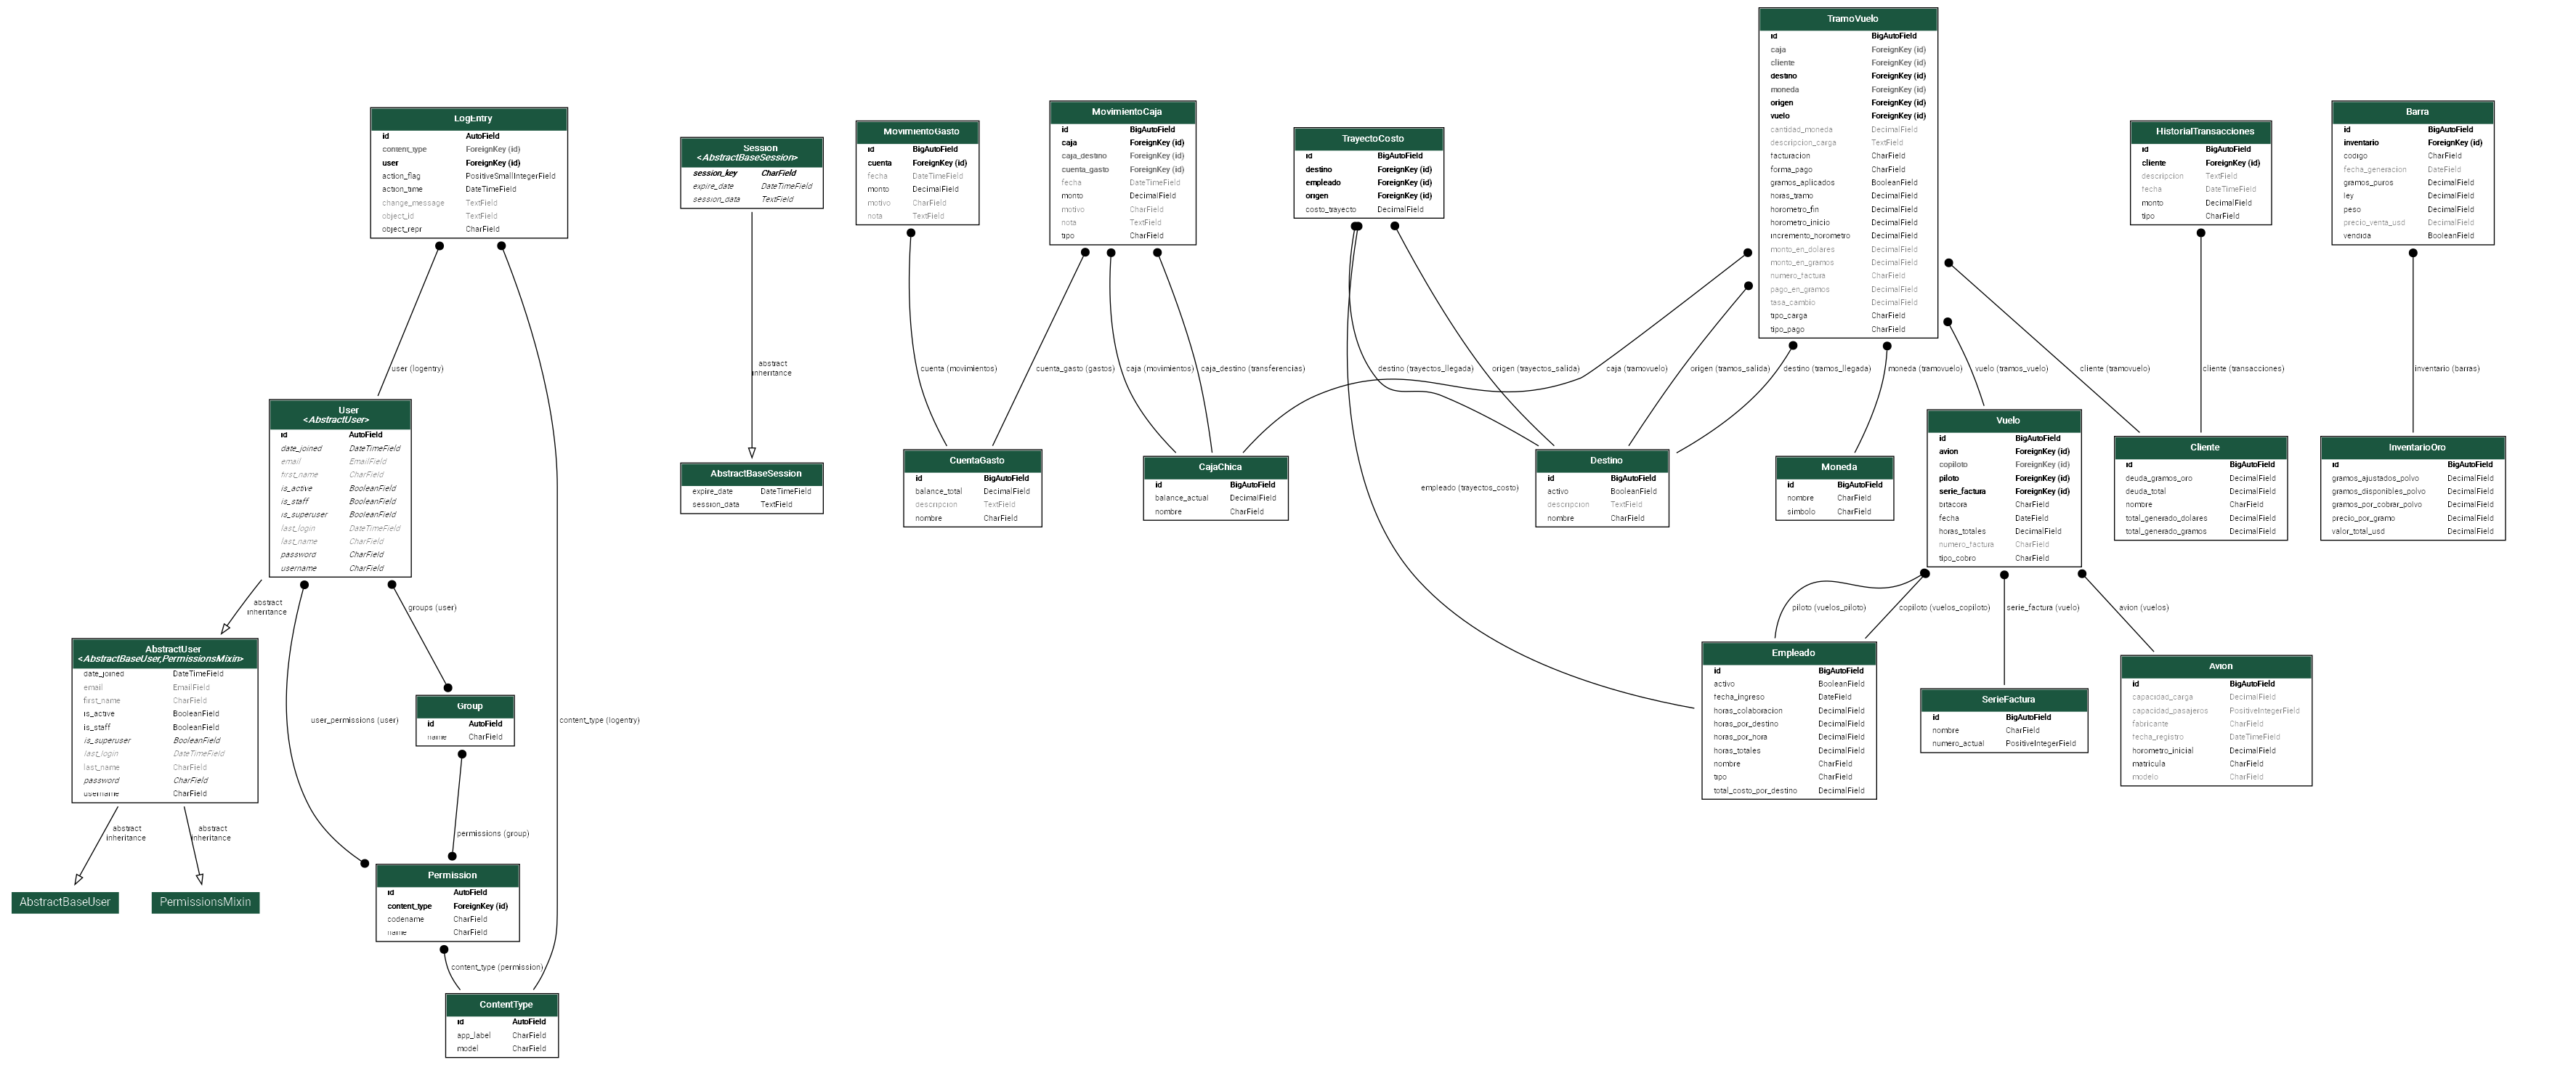 TramoVuelo
id BigAutoField
caja ForeignKey (id)
cliente ForeignKey (id)
destino ForeignKey (id)
moneda ForeignKey (id)
origen ForeignKey (id)
vuelo ForeignKey (id)
cantidad_moneda DecimalField
descripcion_carga TextField
facturacion CharField
forma_pago CharField
gramos_aplicados BooleanField
horas_tramo DecimalField
horometro_fin DecimalField
horometro_inicio DecimalField
incremento_horometro DecimalField
monto_en_dolares DecimalField
monto_en_gramos DecimalField
numero_factura CharField
pago_en_gramos DecimalField
tasa_cambio DecimalField
tipo_carga CharField
tipo_pago CharField
LogEntry
id AutoField
content_type ForeignKey (id)
user ForeignKey (id)
action_flag PositiveSmallIntegerField
action_time DateTimeField
change_message TextField
object_id TextField
object_repr CharField
Session
<AbstractBaseSession>
session_key CharField
expire_date DateTimeField
session_data TextField
MovimientoGasto
id BigAutoField
cuenta ForeignKey (id)
fecha DateTimeField
monto DecimalField
motivo CharField
nota TextField
MovimientoCaja
id BigAutoField
caja ForeignKey (id)
caja_destino ForeignKey (id)
cuenta_gasto ForeignKey (id)
fecha DateTimeField
monto DecimalField
motivo CharField
nota TextField
tipo CharField
TrayectoCosto
id BigAutoField
destino ForeignKey (id)
empleado ForeignKey (id)
origen ForeignKey (id)
costo_trayecto DecimalField
HistorialTransacciones
id BigAutoField
cliente ForeignKey (id)
descripcion TextField
fecha DateTimeField
monto DecimalField
tipo CharField
Barra
id BigAutoField
inventario ForeignKey (id)
codigo CharField
fecha_generacion DateField
gramos_puros DecimalField
ley DecimalField
peso DecimalField
precio_venta_usd DecimalField
vendida BooleanField
user (logentry)
abstract
inheritance
cuenta (movimientos)
cuenta_gasto (gastos)
caja (movimientos)
caja_destino (transferencias)
destino (trayectos_llegada)
origen (trayectos_salida)
caja (tramovuelo)
origen (tramos_salida)
destino (tramos_llegada)
moneda (tramovuelo)
vuelo (tramos_vuelo)
cliente (tramovuelo)
cliente (transacciones)
inventario (barras)
User
<AbstractUser>
id AutoField
date_joined DateTimeField
email EmailField
first_name CharField
is_active BooleanField
is_staff BooleanField
is_superuser BooleanField
last_login DateTimeField
last_name CharField
password CharField
username CharField
AbstractBaseSession
expire_date DateTimeField
session_data TextField
CuentaGasto
id BigAutoField
balance_total DecimalField
descripcion TextField
nombre CharField
CajaChica
id BigAutoField
balance_actual DecimalField
nombre CharField
empleado (trayectos_costo)
Destino
id BigAutoField
activo BooleanField
descripcion TextField
nombre CharField
Moneda
id BigAutoField
nombre CharField
simbolo CharField
Vuelo
id BigAutoField
avion ForeignKey (id)
copiloto ForeignKey (id)
piloto ForeignKey (id)
serie_factura ForeignKey (id)
bitacora CharField
fecha DateField
horas_totales DecimalField
numero_factura CharField
tipo_cobro CharField
Cliente
id BigAutoField
deuda_gramos_oro DecimalField
deuda_total DecimalField
nombre CharField
total_generado_dolares DecimalField
total_generado_gramos DecimalField
InventarioOro
id BigAutoField
gramos_ajustados_polvo DecimalField
gramos_disponibles_polvo DecimalField
gramos_por_cobrar_polvo DecimalField
precio_por_gramo DecimalField
valor_total_usd DecimalField
abstract
inheritance
groups (user)
piloto (vuelos_piloto)
copiloto (vuelos_copiloto)
serie_factura (vuelo)
avion (vuelos)
AbstractUser
<AbstractBaseUser,PermissionsMixin>
date_joined DateTimeField
email EmailField
first_name CharField
is_active BooleanField
is_staff BooleanField
is_superuser BooleanField
last_login DateTimeField
last_name CharField
password CharField
username CharField
user_permissions (user)
Group
id AutoField
name CharField
content_type (logentry)
Empleado
id BigAutoField
activo BooleanField
fecha_ingreso DateField
horas_colaboracion DecimalField
horas_por_destino DecimalField
horas_por_hora DecimalField
horas_totales DecimalField
nombre CharField
tipo CharField
total_costo_por_destino DecimalField
SerieFactura
id BigAutoField
nombre CharField
numero_actual PositiveIntegerField
Avion
id BigAutoField
capacidad_carga DecimalField
capacidad_pasajeros PositiveIntegerField
fabricante CharField
fecha_registro DateTimeField
horometro_inicial DecimalField
matricula CharField
modelo CharField
abstract
inheritance
abstract
inheritance
permissions (group)
AbstractBaseUser
PermissionsMixin
Permission
id AutoField
content_type ForeignKey (id)
codename CharField
name CharField
content_type (permission)
ContentType
id AutoField
app_label CharField
model CharField